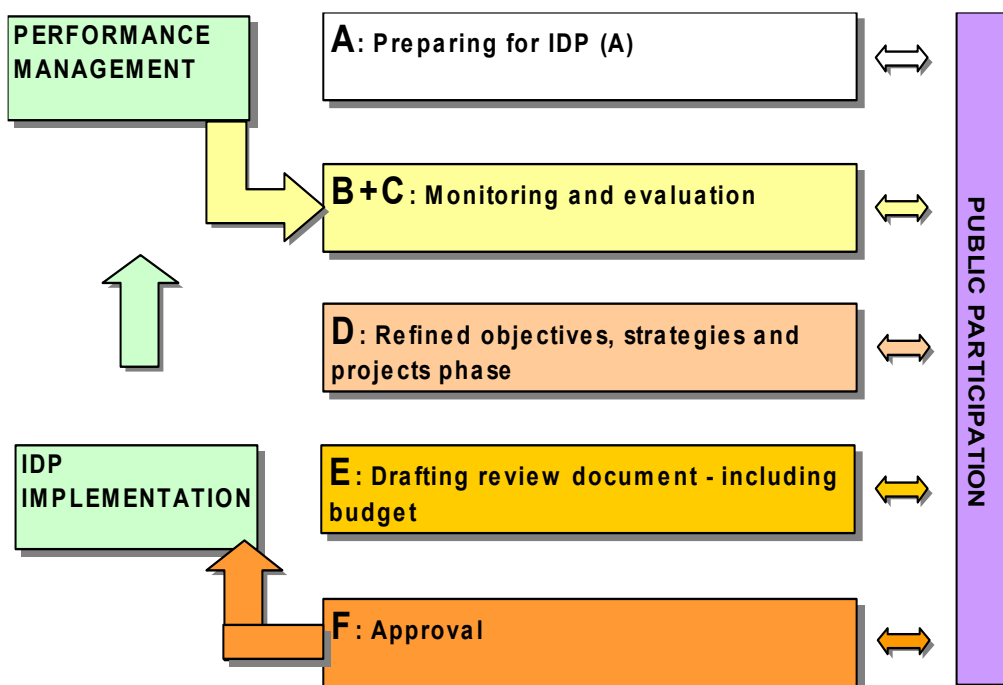 PERFORMANCE
MANAGEMENT
A: Preparing for IDP (A)
B+C: Monitoring and evaluation
D: Refined objectives, strategies and
projects phase
IDP
IMPLEMENTATION
E: Drafting review document - including
budget
F: Approval
PUBLIC PARTICIPATION